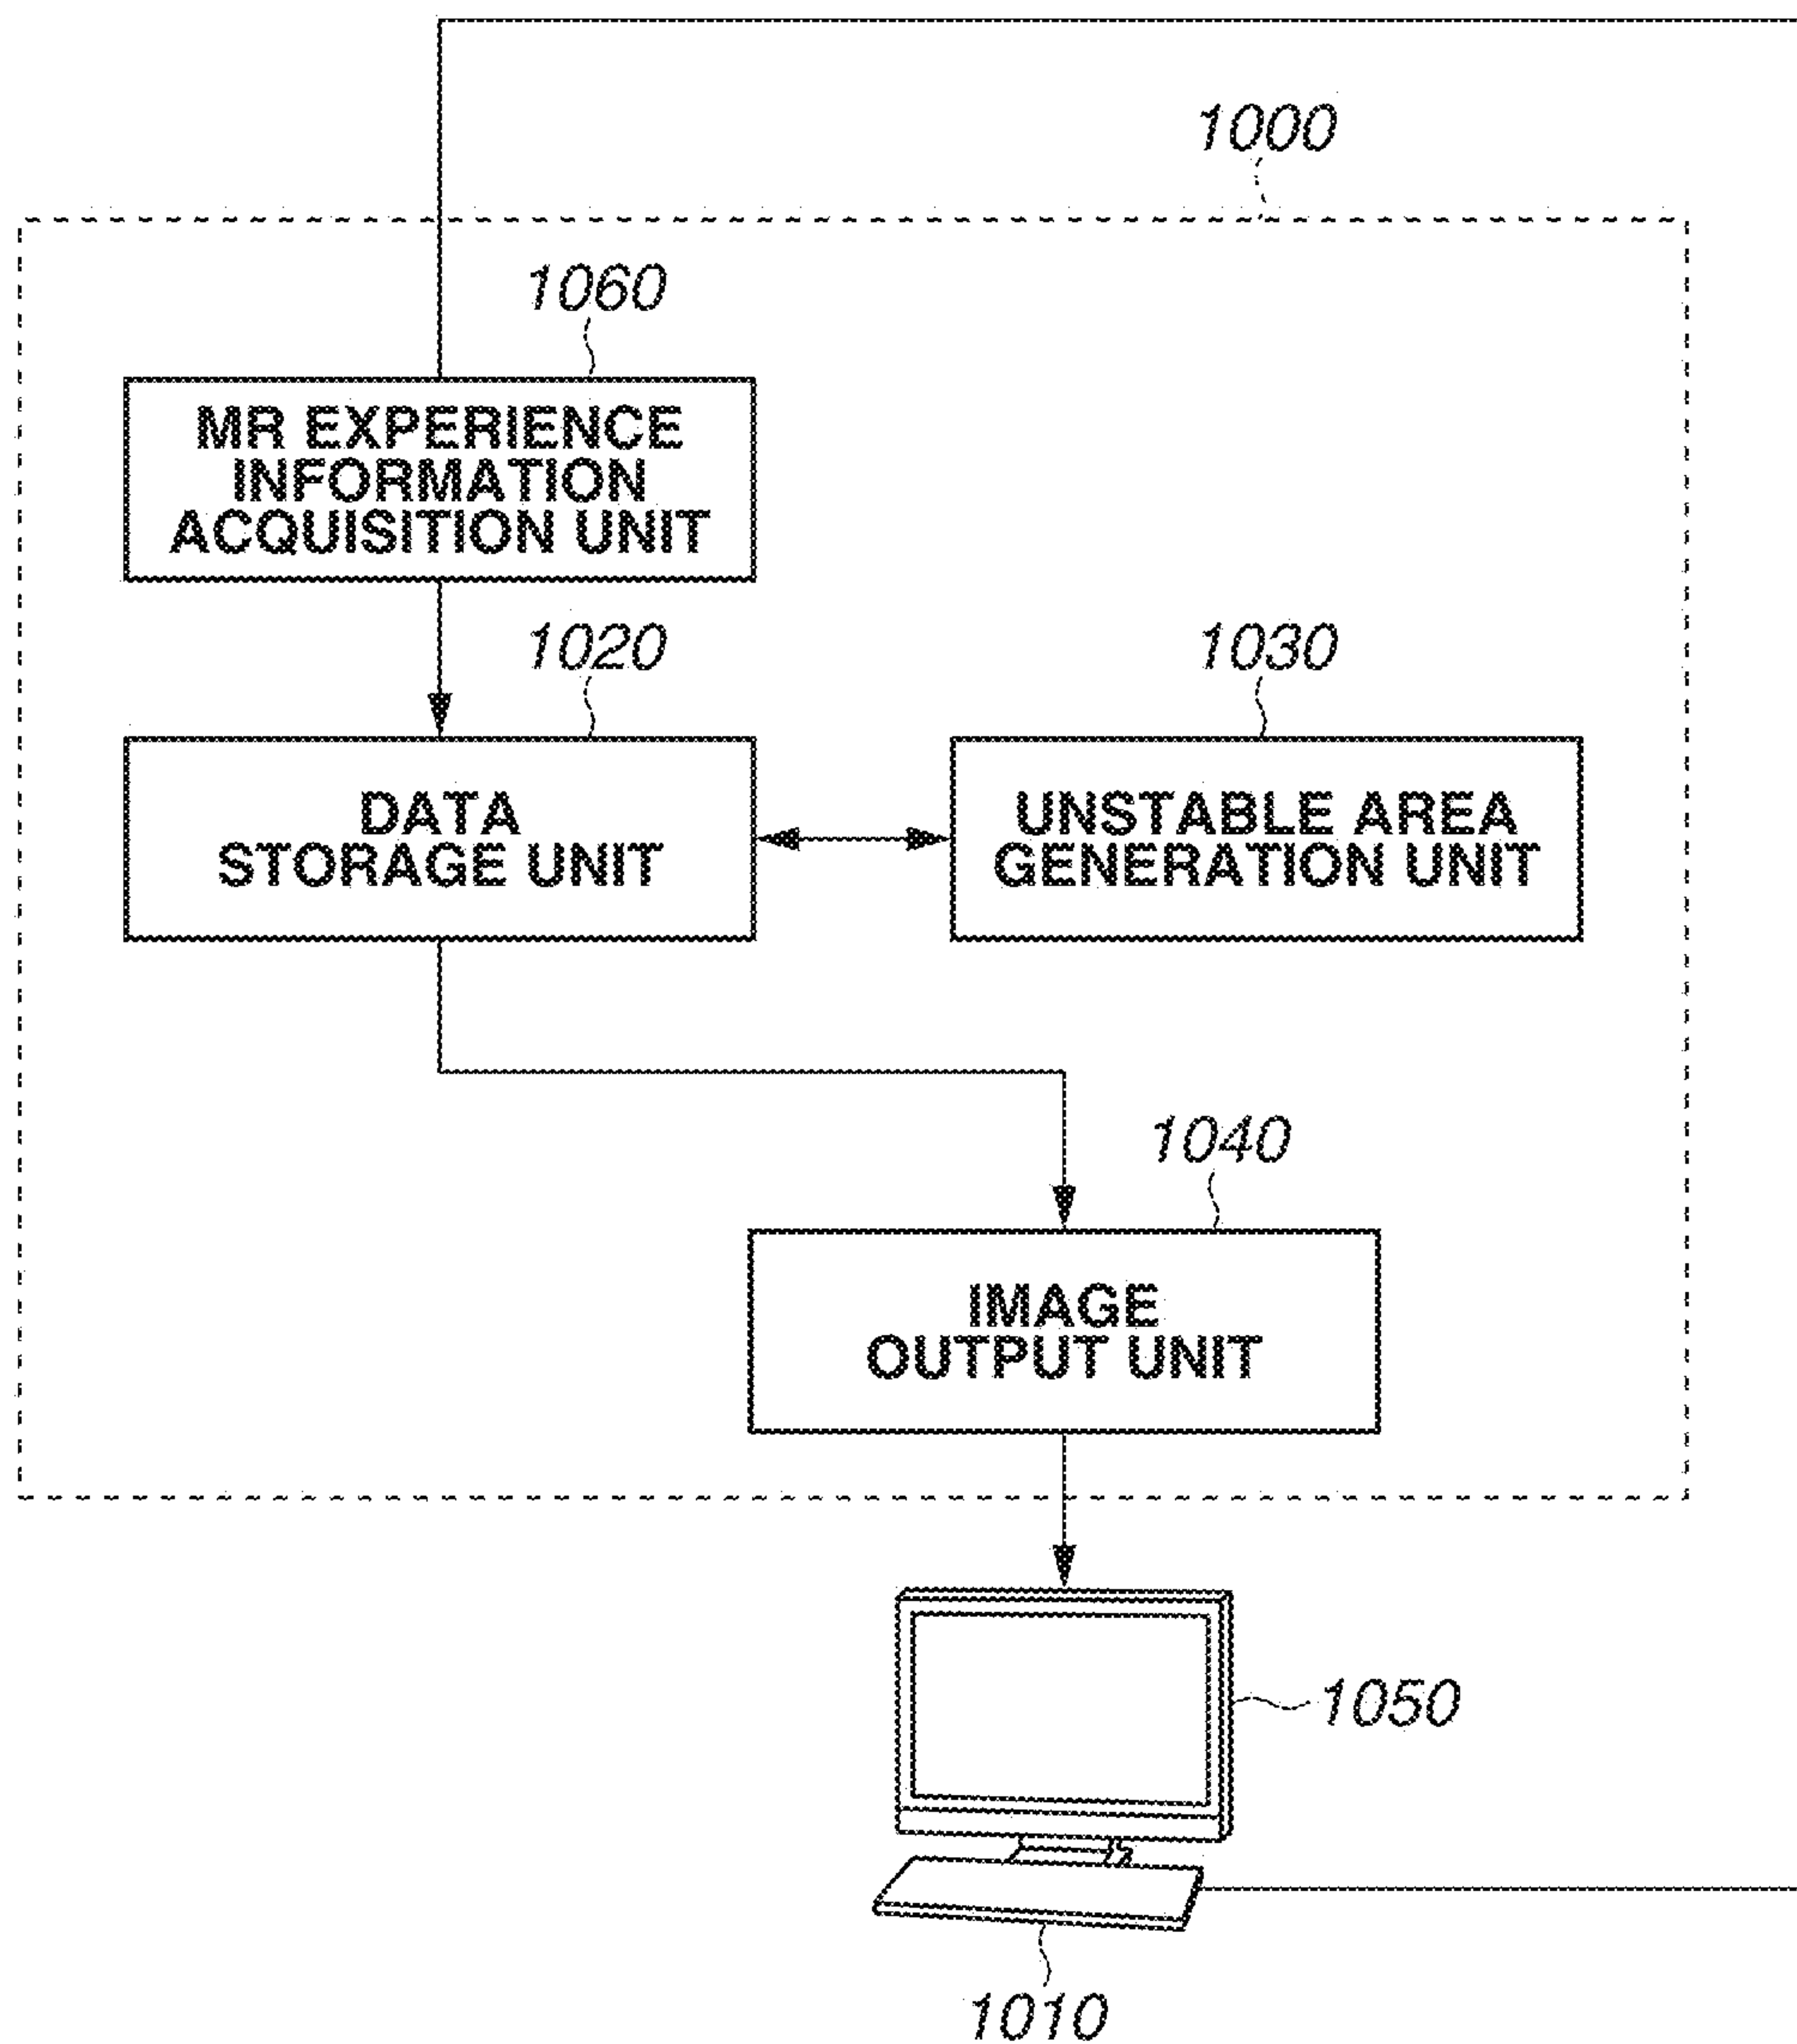 1000
1060
MR EXPERIENCE
INFORMATION
ACQUISITION UNIT
1020
1030
DATA
STORAGE UNIT
UNSTABLE AREA
GENERATION UNIT
1040
IMAGE
OUTPUT UNIT
1050
1010